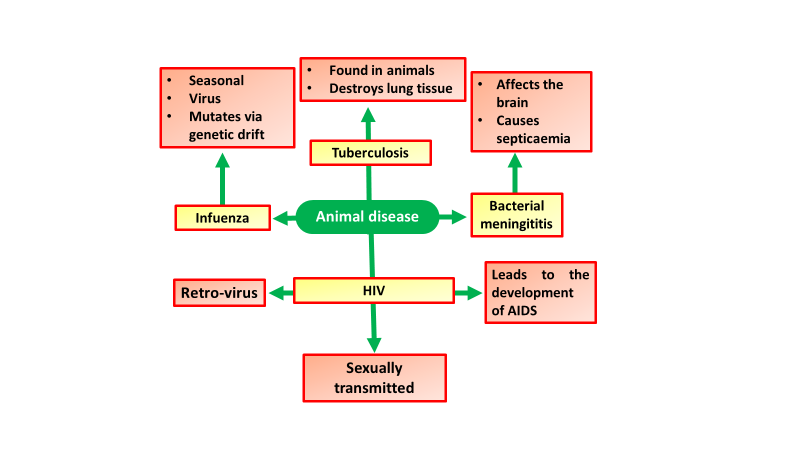 • Seasonal
• Virus
• Mutates via
genetic drift
• Found in animals
• Destroys lung tissue
• Affects the
brain
• Causes
septicaemia
Tuberculosis
Infuenza
Animal disease
Bacterial
meningititis
Retro-virus
HIV
Leads to the
development
of AIDS
Sexually
transmitted